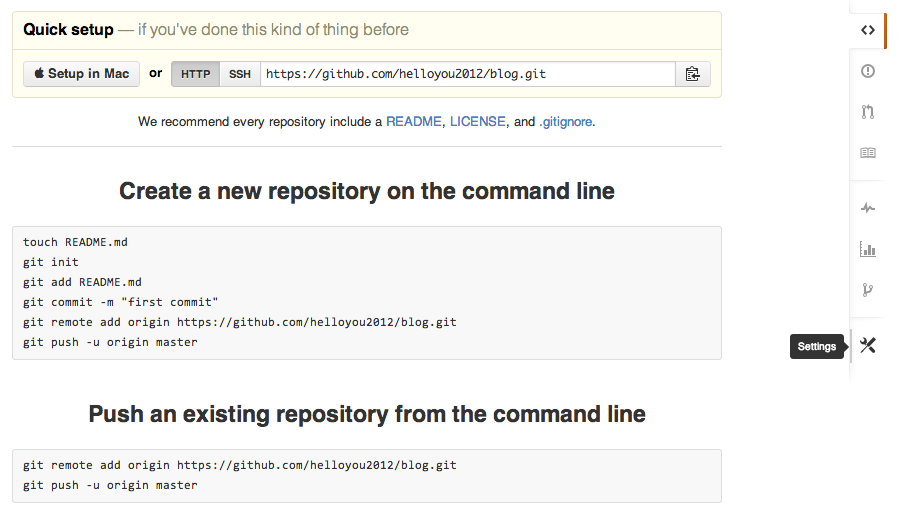 Quick setup — if you've done this kind of thing before
Setup in Mac or HTTP SSH https://github.com/helloyou2012/blog.git
We recommend every repository include a README, LICENSE, and .gitignore.
Create a new repository on the command line
touch README.md
git init
git add README.md
git commit -m "first commit"
git remote add origin https://github.com/helloyou2012/blog.git
git push -u origin master
Settings
Push an existing repository from the command line
git remote add origin https://github.com/helloyou2012/blog.git
git push -u origin master